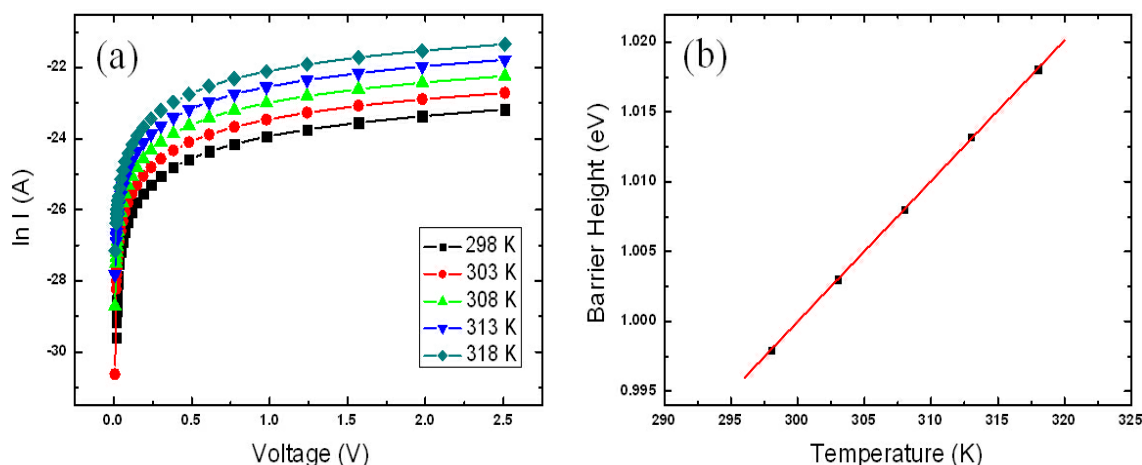 (a)
ln I (A)
-22
-24
-26
-28
-30
0.0 0.5 1.0 1.5 2.0 2.5
Voltage (V)
298 K
303 K
308 K
313 K
318 K
(b)
Barrier Height (eV)
1.020
1.015
1.010
1.005
1.000
0.995
290 295 300 305 310 315 320 325
Temperature (K)